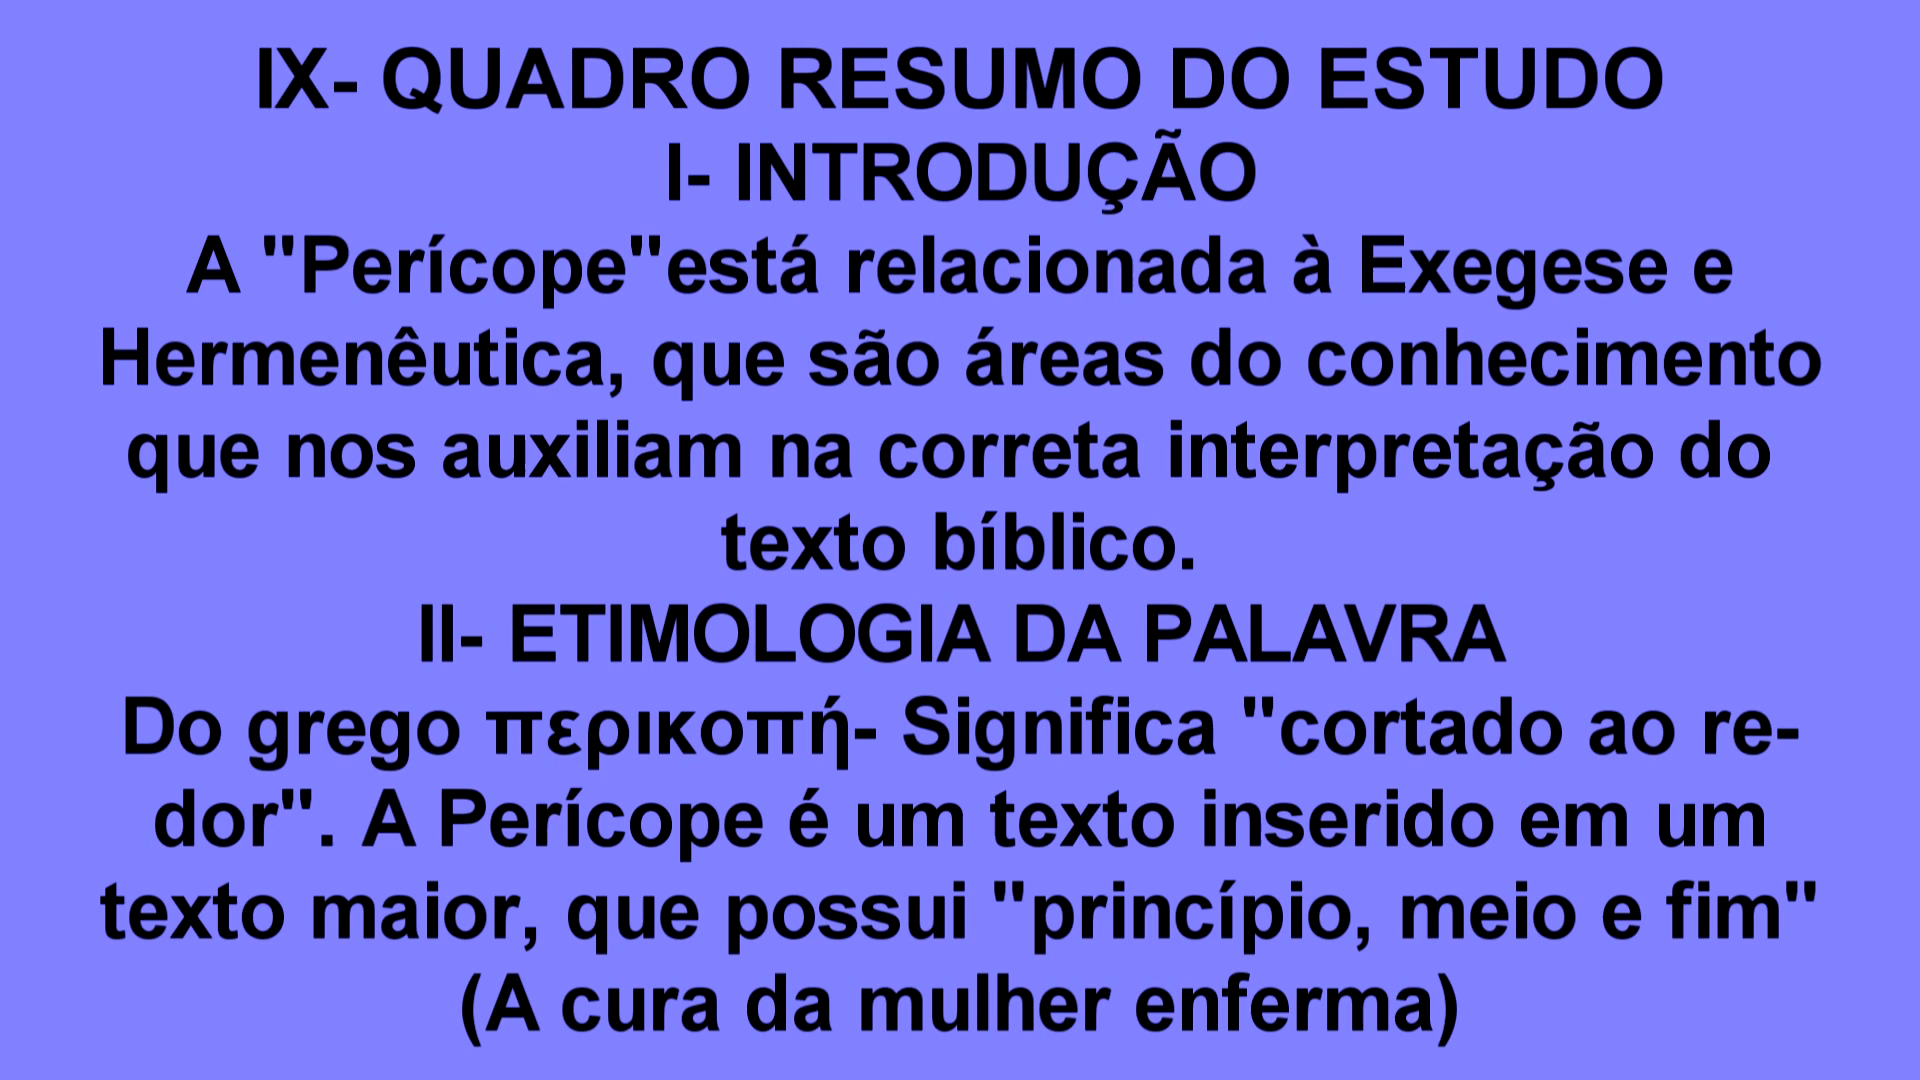 IX- QUADRO RESUMO DO ESTUDO
I- INTRODUÇÃO
A "Perícope"está relacionada à Exegese e
Hermenêutica, que são áreas do conhecimento
que nos auxiliam na correta interpretação do
texto bíblico.
II- ETIMOLOGIA DA PALAVRA
Do grego περικοπή- Significa "cortado ao re-
dor". A Perícope é um texto inserido em um
texto maior, que possui "princípio, meio e fim"
(A cura da mulher enferma)